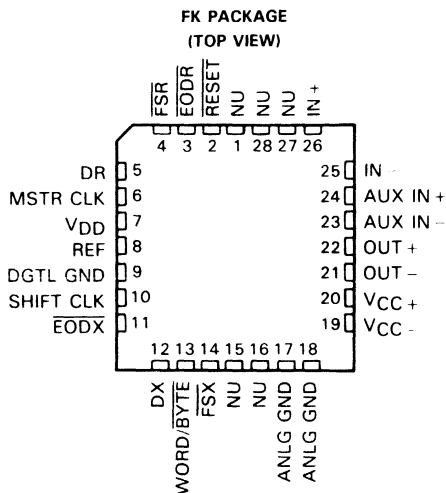 FK PACKAGE
(TOP VIEW)
FSR
EODR
RESET
NU
NU
NU
IN +
4 3 2 1 28 27 26
DR 5
MSTR CLK 6
VDD 7
REF 8
DGTL GND 9
SHIFT CLK 10
EODX 11
25 IN -
24 AUX IN +
23 AUX IN -
22 OUT +
21 OUT -
20 VCC +
19 VCC -
12 13 14 15 16 17 18
DX
WORD/BYTE
FSX
NU
NU
ANLG GND
ANLG GND